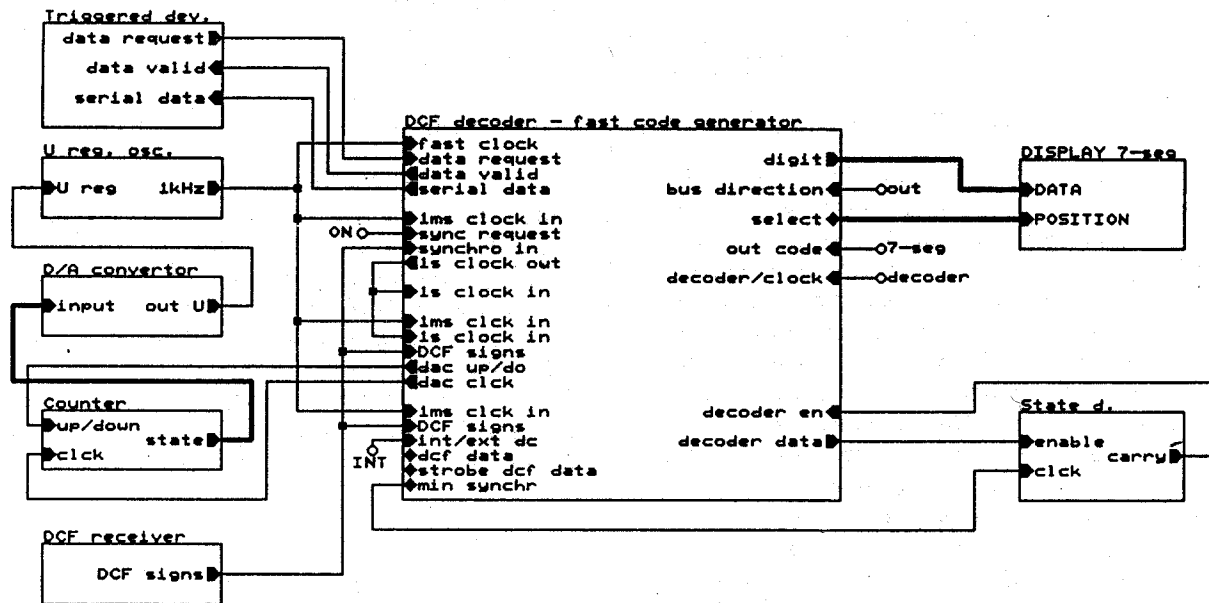 Triggered dev.
data request
data valid
serial data
U reg. osc.
U reg 1kHz
D/A convertor
input out U
Counter
up/down
state
clck
DCF receiver
DCF signs
DCF decoder - fast code generator
fast clock
data request
data valid
serial data
1ms clock in
ON sync request
synchro in
1s clock out
1s clock in
1ms clck in
1s clock in
DCF signs
dac up/do
dac clck
1ms clck in
DCF signs
int/ext dc
INT
dcf data
strobe dcf data
min synchr
digit
bus direction out
select
out code 7-seg
decoder/clock decoder
decoder en
decoder data
DISPLAY 7-seg
DATA
POSITION
State d.
enable
carry
clck